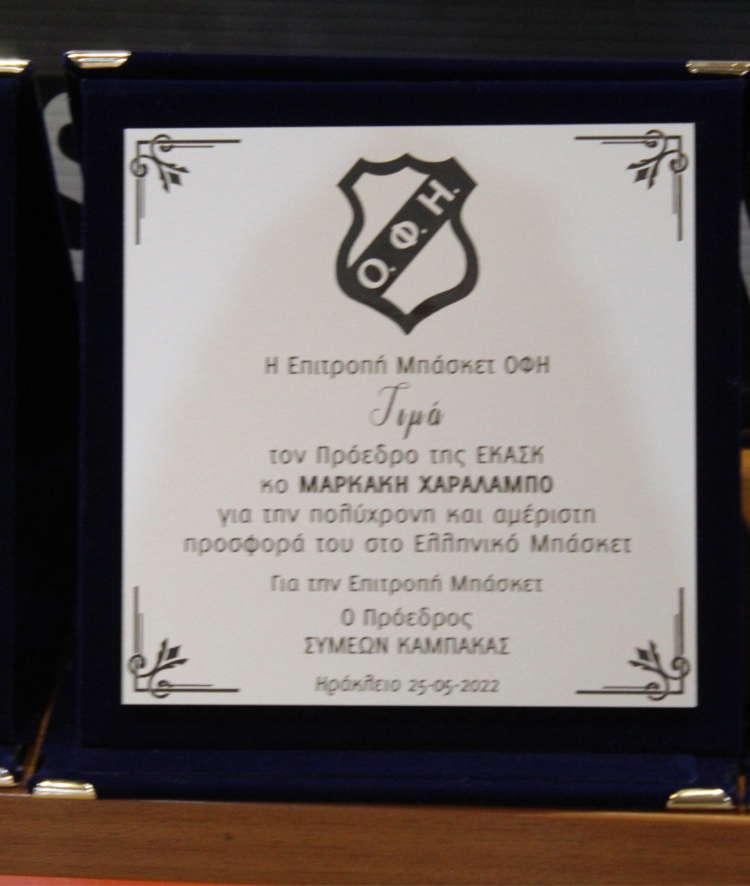 Ο.Φ.Η.
Η Επιτροπή Μπάσκετ ΟΦΗ
Τιμά
τον Πρόεδρο της ΕΚΑΣΚ
κο ΜΑΡΚΑΚΗ ΧΑΡΑΛΑΜΠΟ
για την πολύχρονη και αμέριστη
προσφορά του στο Ελληνικό Μπάσκετ
Για την Επιτροπή Μπάσκετ
Ο Πρόεδρος
ΣΥΜΕΩΝ ΚΑΜΠΑΚΑΣ
Ηράκλειο 25-05-2022